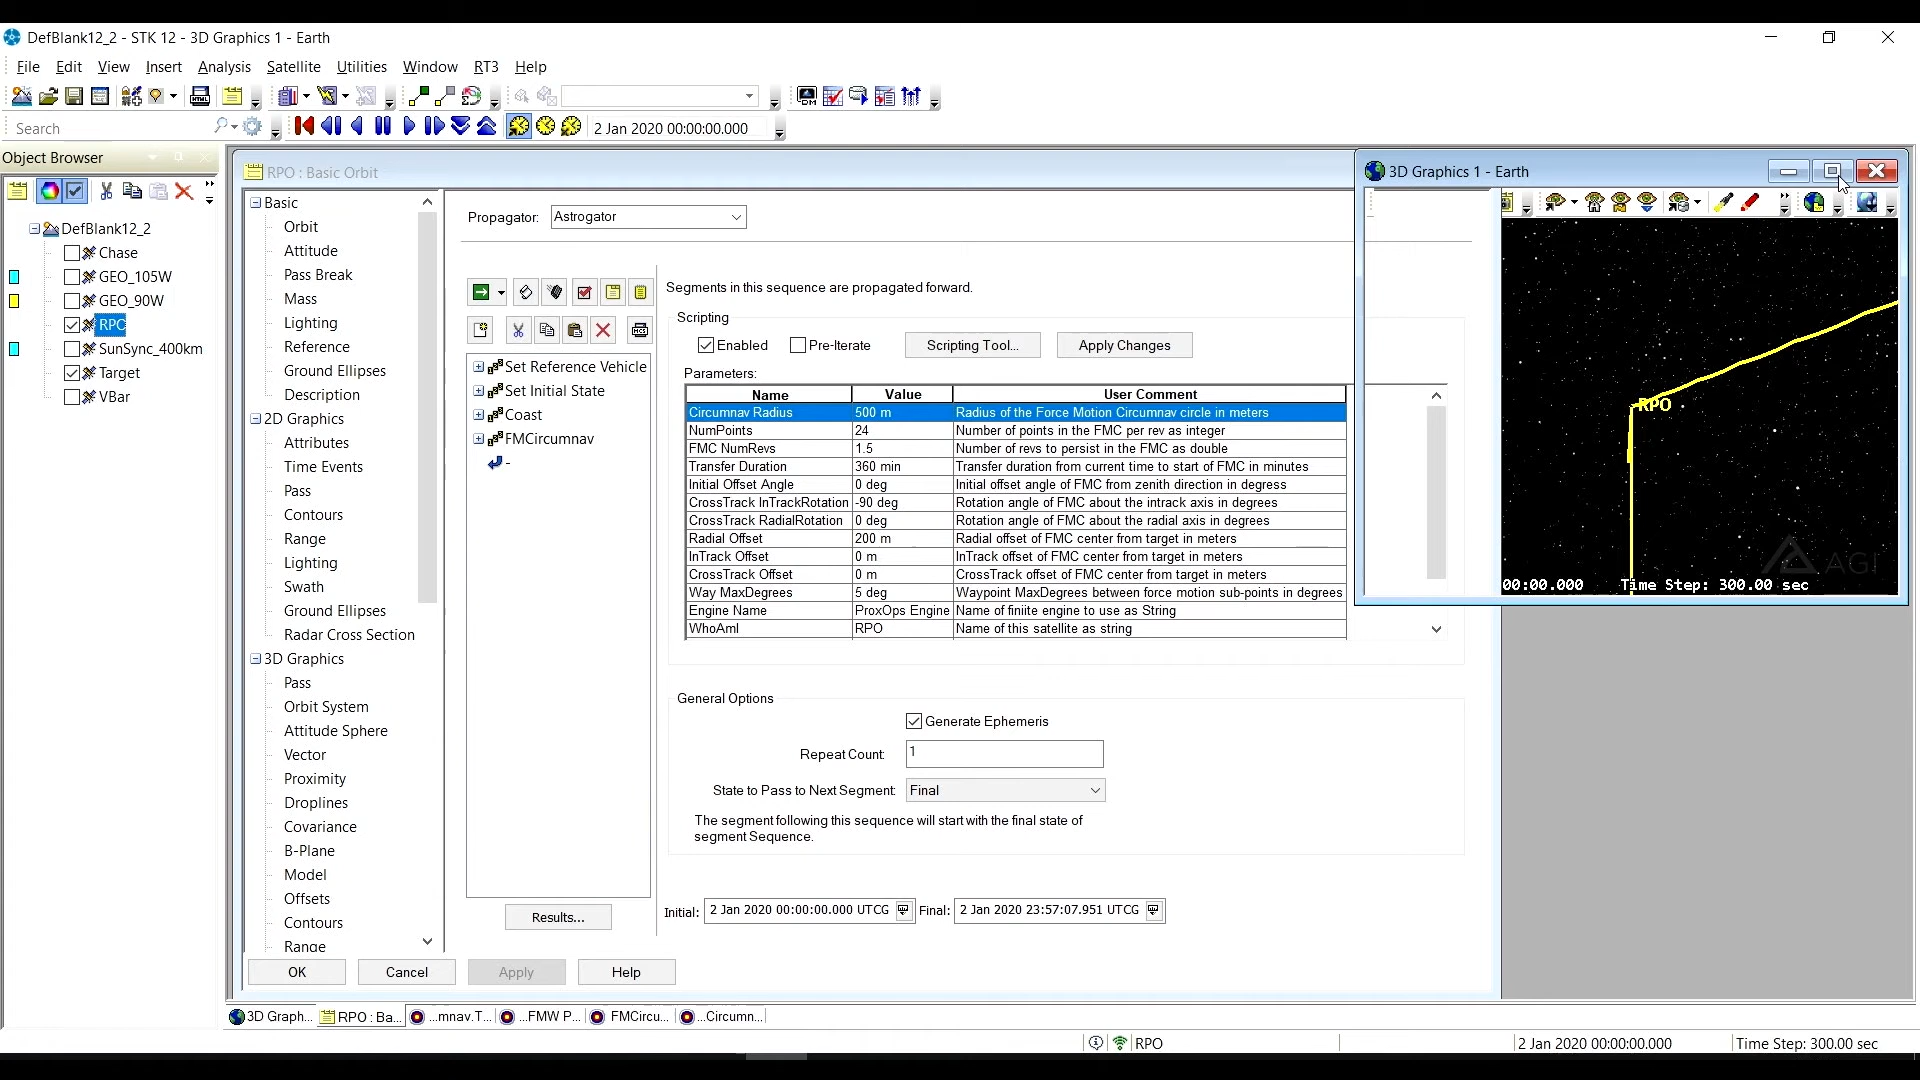 DefBlank12_2 - STK 12 - 3D Graphics 1 - Earth
File Edit View Insert Analysis Satellite Utilities Window RT3 Help
Search
2 Jan 2020 00:00:00.000
Object Browser
DefBlank12_2
Chase
GEO_105W
GEO_90W
RPO
SunSync_400km
Target
VBar
RPO : Basic Orbit
Basic
Orbit
Attitude
Pass Break
Mass
Lighting
Reference
Ground Ellipses
Description
2D Graphics
Attributes
Time Events
Pass
Contours
Range
Lighting
Swath
Ground Ellipses
Radar Cross Section
3D Graphics
Pass
Orbit System
Attitude Sphere
Vector
Proximity
Droplines
Covariance
B-Plane
Model
Offsets
Contours
Range
OK Cancel Apply Help
Propagator: Astrogator
Set Reference Vehicle
Set Initial State
Coast
FMCircumnav
-
Results...
Segments in this sequence are propagated forward.
Scripting
Enabled Pre-Iterate Scripting Tool... Apply Changes
Parameters:
Name Value User Comment
Circumnav Radius 500 m Radius of the Force Motion Circumnav circle in meters
NumPoints 24 Number of points in the FMC per rev as integer
FMC NumRevs 1.5 Number of revs to persist in the FMC as double
Transfer Duration 360 min Transfer duration from current time to start of FMC in minutes
Initial Offset Angle 0 deg Initial offset angle of FMC from zenith direction in degress
CrossTrack InTrackRotation -90 deg Rotation angle of FMC about the intrack axis in degrees
CrossTrack RadialRotation 0 deg Rotation angle of FMC about the radial axis in degrees
Radial Offset 200 m Radial offset of FMC center from target in meters
InTrack Offset 0 m InTrack offset of FMC center from target in meters
CrossTrack Offset 0 m CrossTrack offset of FMC center from target in meters
Way MaxDegrees 5 deg Waypoint MaxDegrees between force motion sub-points in degrees
Engine Name ProxOps Engine Name of finiite engine to use as String
WhoAmI RPO Name of this satellite as string
General Options
Generate Ephemeris
Repeat Count: 1
State to Pass to Next Segment: Final
The segment following this sequence will start with the final state of
segment Sequence.
Initial: 2 Jan 2020 00:00:00.000 UTCG Final: 2 Jan 2020 23:57:07.951 UTCG
3D Graphics 1 - Earth
RPO
AGI
00:00.000 Time Step: 300.00 sec
3D Graph... RPO : Ba... ...mnav.T... ...FMW P... FMCircu... ...Circumn...
RPO 2 Jan 2020 00:00:00.000 Time Step: 300.00 sec